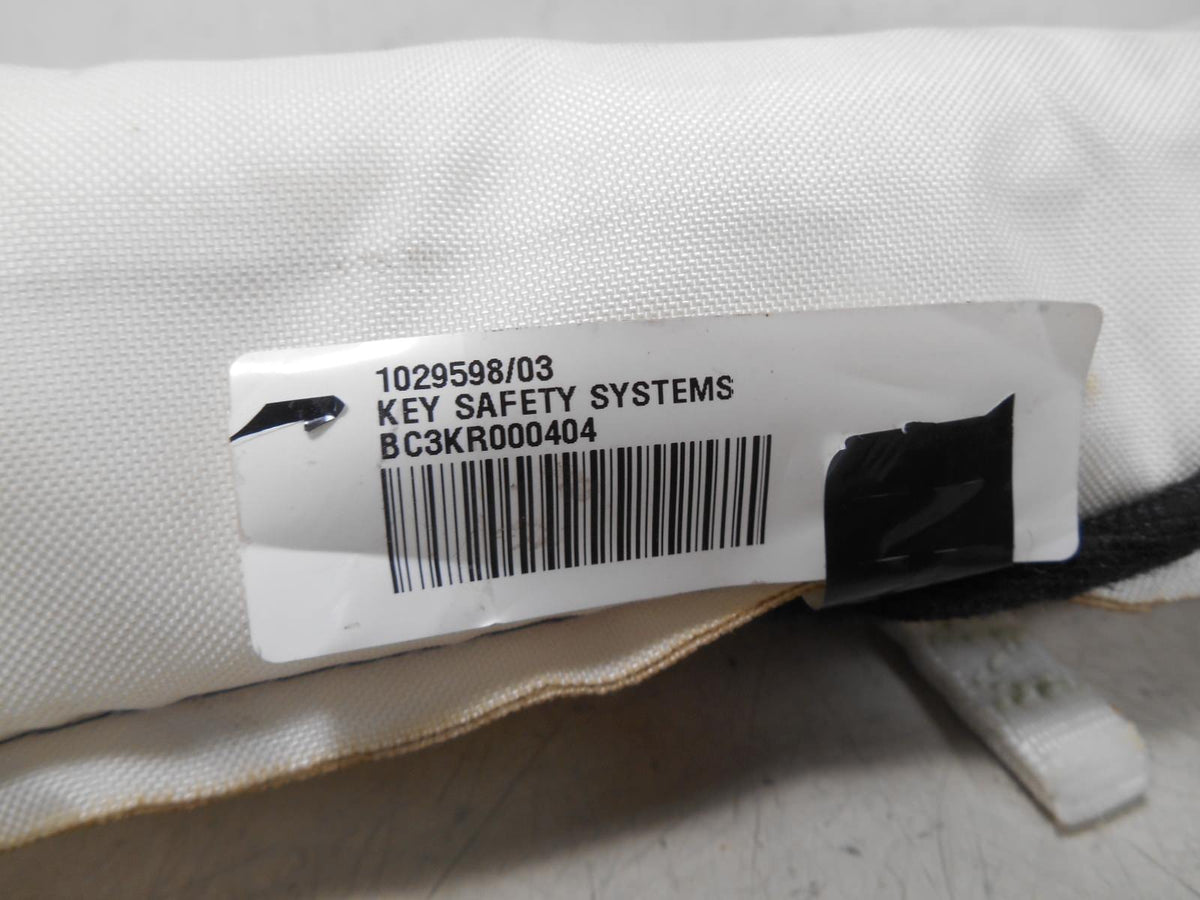 1029598/03
KEY SAFETY SYSTEMS
BC3KR000404